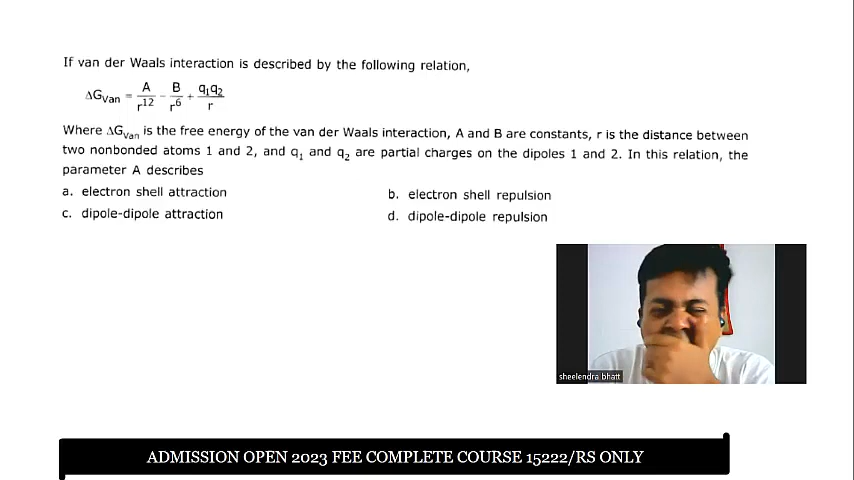 If van der Waals interaction is described by the following relation,
ΔG_Van = A/r^12 - B/r^6 + q₁q₂/r
Where ΔG_Van is the free energy of the van der Waals interaction, A and B are constants, r is the distance between
two nonbonded atoms 1 and 2, and q₁ and q₂ are partial charges on the dipoles 1 and 2. In this relation, the
parameter A describes
a. electron shell attraction
b. electron shell repulsion
c. dipole-dipole attraction
d. dipole-dipole repulsion
sheelendra bhatt
ADMISSION OPEN 2023 FEE COMPLETE COURSE 15222/RS ONLY